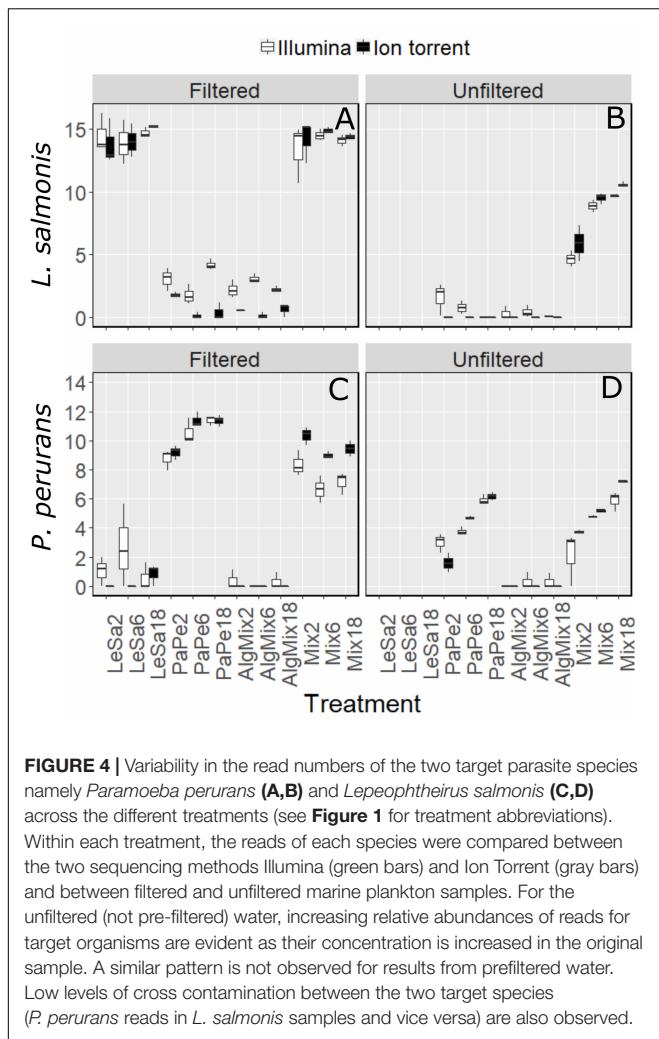 Illumina Ion torrent
Filtered Unfiltered
L. salmonis
A
B
15
10
5
0
Filtered Unfiltered
P. perurans
C
D
14
12
10
8
6
4
2
0
LeSa2 LeSa6 LeSa18 PaPe2 PaPe6 PaPe18 AlgMix2 AlgMix6 AlgMix18 Mix2 Mix6 Mix18
LeSa2 LeSa6 LeSa18 PaPe2 PaPe6 PaPe18 AlgMix2 AlgMix6 AlgMix18 Mix2 Mix6 Mix18
Treatment
FIGURE 4 | Variability in the read numbers of the two target parasite species
namely Paramoeba perurans (A,B) and Lepeophtheirus salmonis (C,D)
across the different treatments (see Figure 1 for treatment abbreviations).
Within each treatment, the reads of each species were compared between
the two sequencing methods Illumina (green bars) and Ion Torrent (gray bars)
and between filtered and unfiltered marine plankton samples. For the
unfiltered (not pre-filtered) water, increasing relative abundances of reads for
target organisms are evident as their concentration is increased in the original
sample. A similar pattern is not observed for results from prefiltered water.
Low levels of cross contamination between the two target species
(P. perurans reads in L. salmonis samples and vice versa) are also observed.